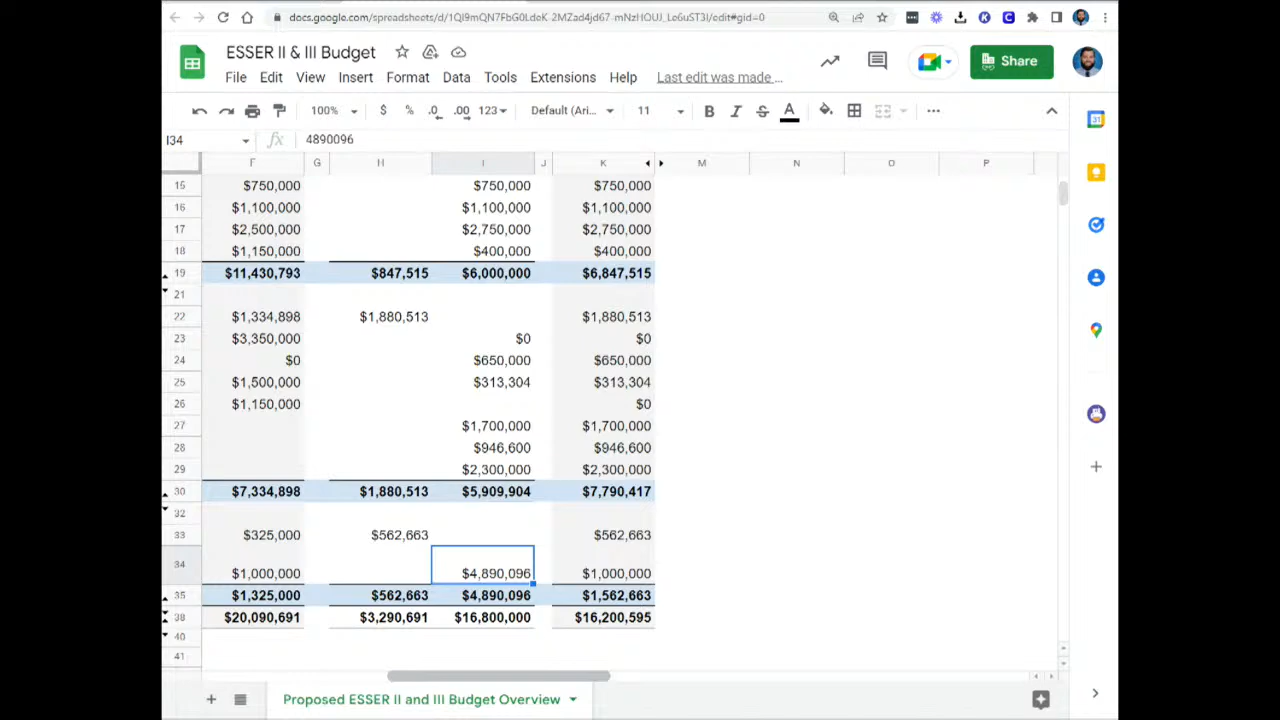 docs.google.com/spreadsheets/d/1QI9mQN7FbG0LdeK-2MZad4jd67-mNzHOUJ_Le6uST3I/edit#gid=0
ESSER II & III Budget
File Edit View Insert Format Data Tools Extensions Help Last edit was made ...
Share
100% $ % .0 .00 123 Default (Ari... 11 B I S A
I34 fx 4890096
F G H I J K M N O P
15 $750,000 $750,000 $750,000
16 $1,100,000 $1,100,000 $1,100,000
17 $2,500,000 $2,750,000 $2,750,000
18 $1,150,000 $400,000 $400,000
19 $11,430,793 $847,515 $6,000,000 $6,847,515
21
22 $1,334,898 $1,880,513 $1,880,513
23 $3,350,000 $0 $0
24 $0 $650,000 $650,000
25 $1,500,000 $313,304 $313,304
26 $1,150,000 $0
27 $1,700,000 $1,700,000
28 $946,600 $946,600
29 $2,300,000 $2,300,000
30 $7,334,898 $1,880,513 $5,909,904 $7,790,417
32
33 $325,000 $562,663 $562,663
34 $1,000,000 $4,890,096 $1,000,000
35 $1,325,000 $562,663 $4,890,096 $1,562,663
38 $20,090,691 $3,290,691 $16,800,000 $16,200,595
40
41
Proposed ESSER II and III Budget Overview